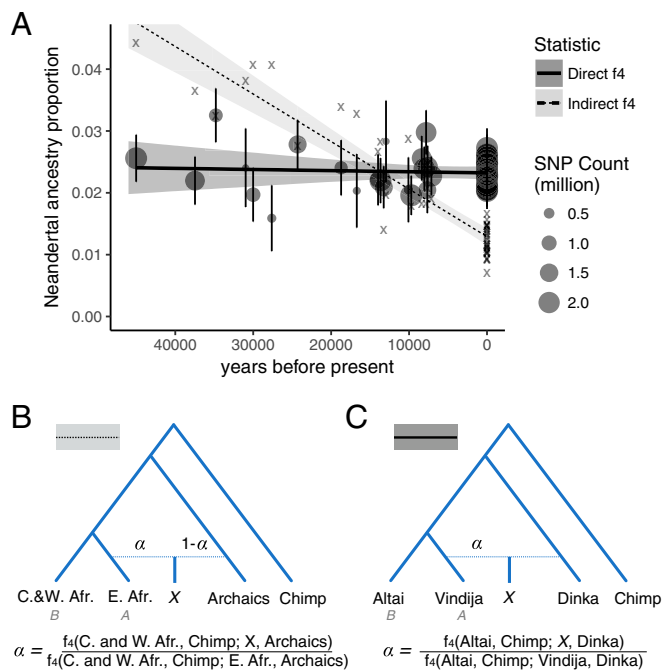 A
Neandertal ancestry proportion
0.04
0.03
0.02
0.01
0.00
40000 30000 20000 10000 0
years before present
Statistic
Direct f4
Indirect f4
SNP Count
(million)
0.5
1.0
1.5
2.0
B
α 1-α
C.&W. Afr. E. Afr. X Archaics Chimp
B A
α = f₄(C. and W. Afr., Chimp; X, Archaics)
f₄(C. and W. Afr., Chimp; E. Afr., Archaics)
C
α
Altai Vindija X Dinka Chimp
B A
α = f₄(Altai, Chimp; X, Dinka)
f₄(Altai, Chimp; Vindija, Dinka)